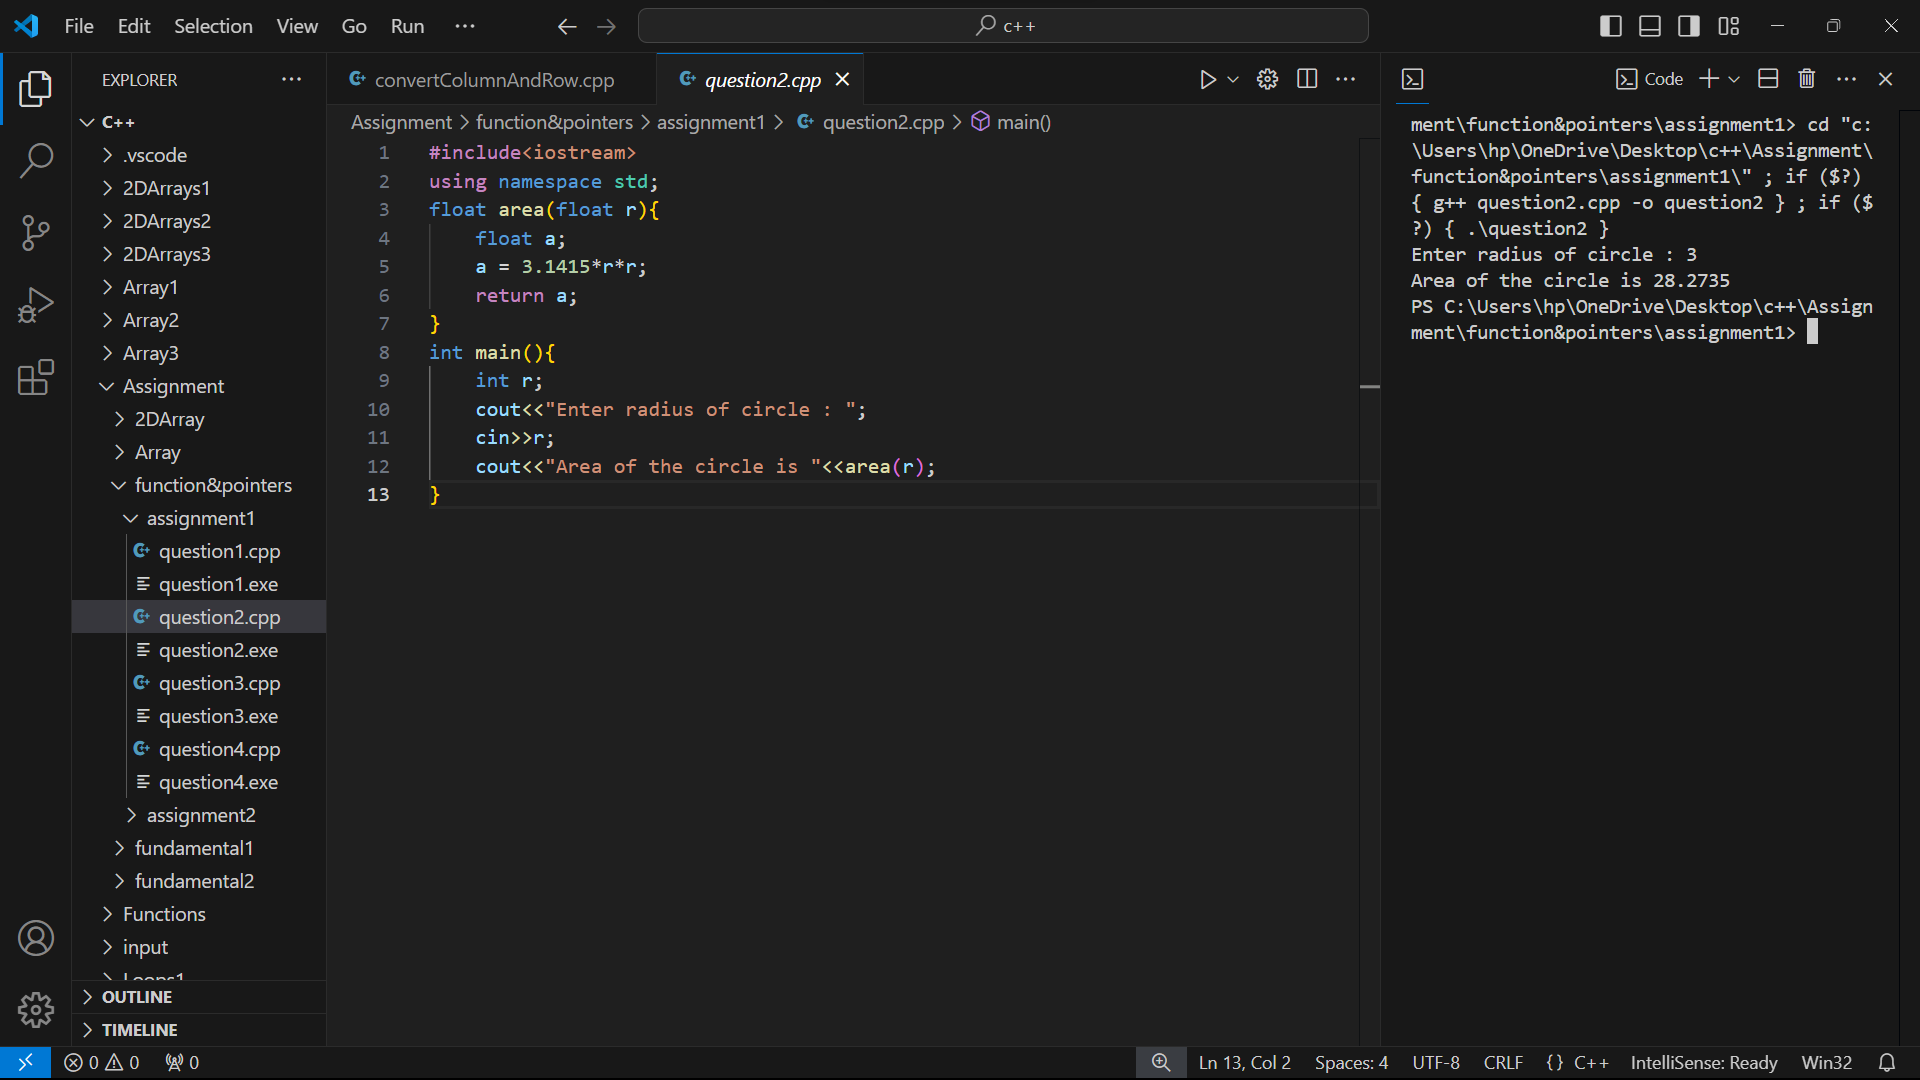 File Edit Selection View Go Run ··· c++
EXPLORER ···
C++
.vscode
2DArrays1
2DArrays2
2DArrays3
Array1
Array2
Array3
Assignment
2DArray
Array
function&pointers
assignment1
question1.cpp
question1.exe
question2.cpp
question2.exe
question3.cpp
question3.exe
question4.cpp
question4.exe
assignment2
fundamental1
fundamental2
Functions
input
Loops1
OUTLINE
TIMELINE
convertColumnAndRow.cpp question2.cpp
Assignment > function&pointers > assignment1 > question2.cpp > main()
1 #include<iostream>
2 using namespace std;
3 float area(float r){
4 float a;
5 a = 3.1415*r*r;
6 return a;
7 }
8 int main(){
9 int r;
10 cout<<"Enter radius of circle : ";
11 cin>>r;
12 cout<<"Area of the circle is "<<area(r);
13 }
Code
ment\function&pointers\assignment1> cd "c:
\Users\hp\OneDrive\Desktop\c++\Assignment\
function&pointers\assignment1\" ; if ($?)
{ g++ question2.cpp -o question2 } ; if ($
?) { .\question2 }
Enter radius of circle : 3
Area of the circle is 28.2735
PS C:\Users\hp\OneDrive\Desktop\c++\Assign
ment\function&pointers\assignment1>
0 0 0 Ln 13, Col 2 Spaces: 4 UTF-8 CRLF {} C++ IntelliSense: Ready Win32